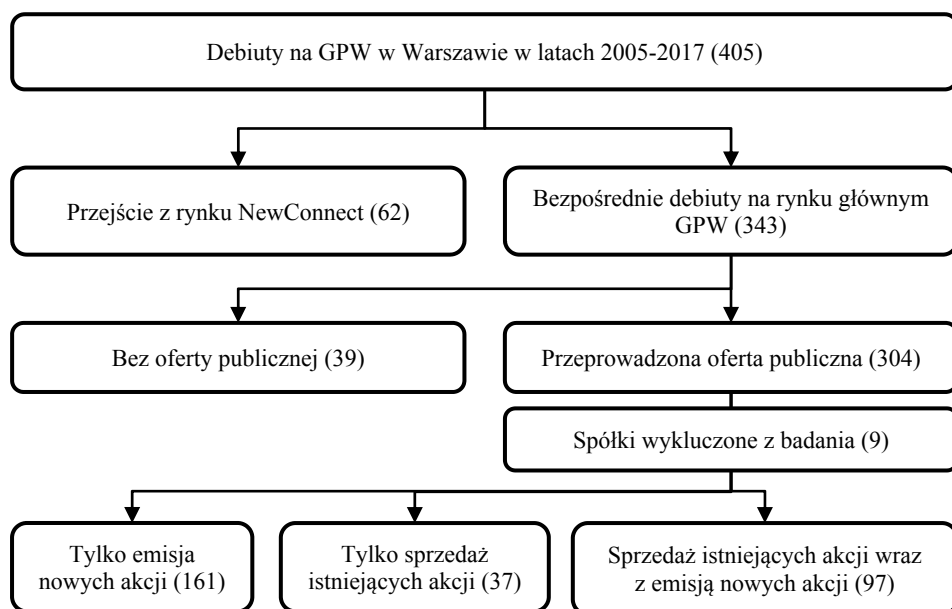 Debiuty na GPW w Warszawie w latach 2005-2017 (405)
Przejście z rynku NewConnect (62)
Bezpośrednie debiuty na rynku głównym
GPW (343)
Bez oferty publicznej (39)
Przeprowadzona oferta publiczna (304)
Spółki wykluczone z badania (9)
Tylko emisja
nowych akcji (161)
Tylko sprzedaż
istniejących akcji (37)
Sprzedaż istniejących akcji wraz
z emisją nowych akcji (97)